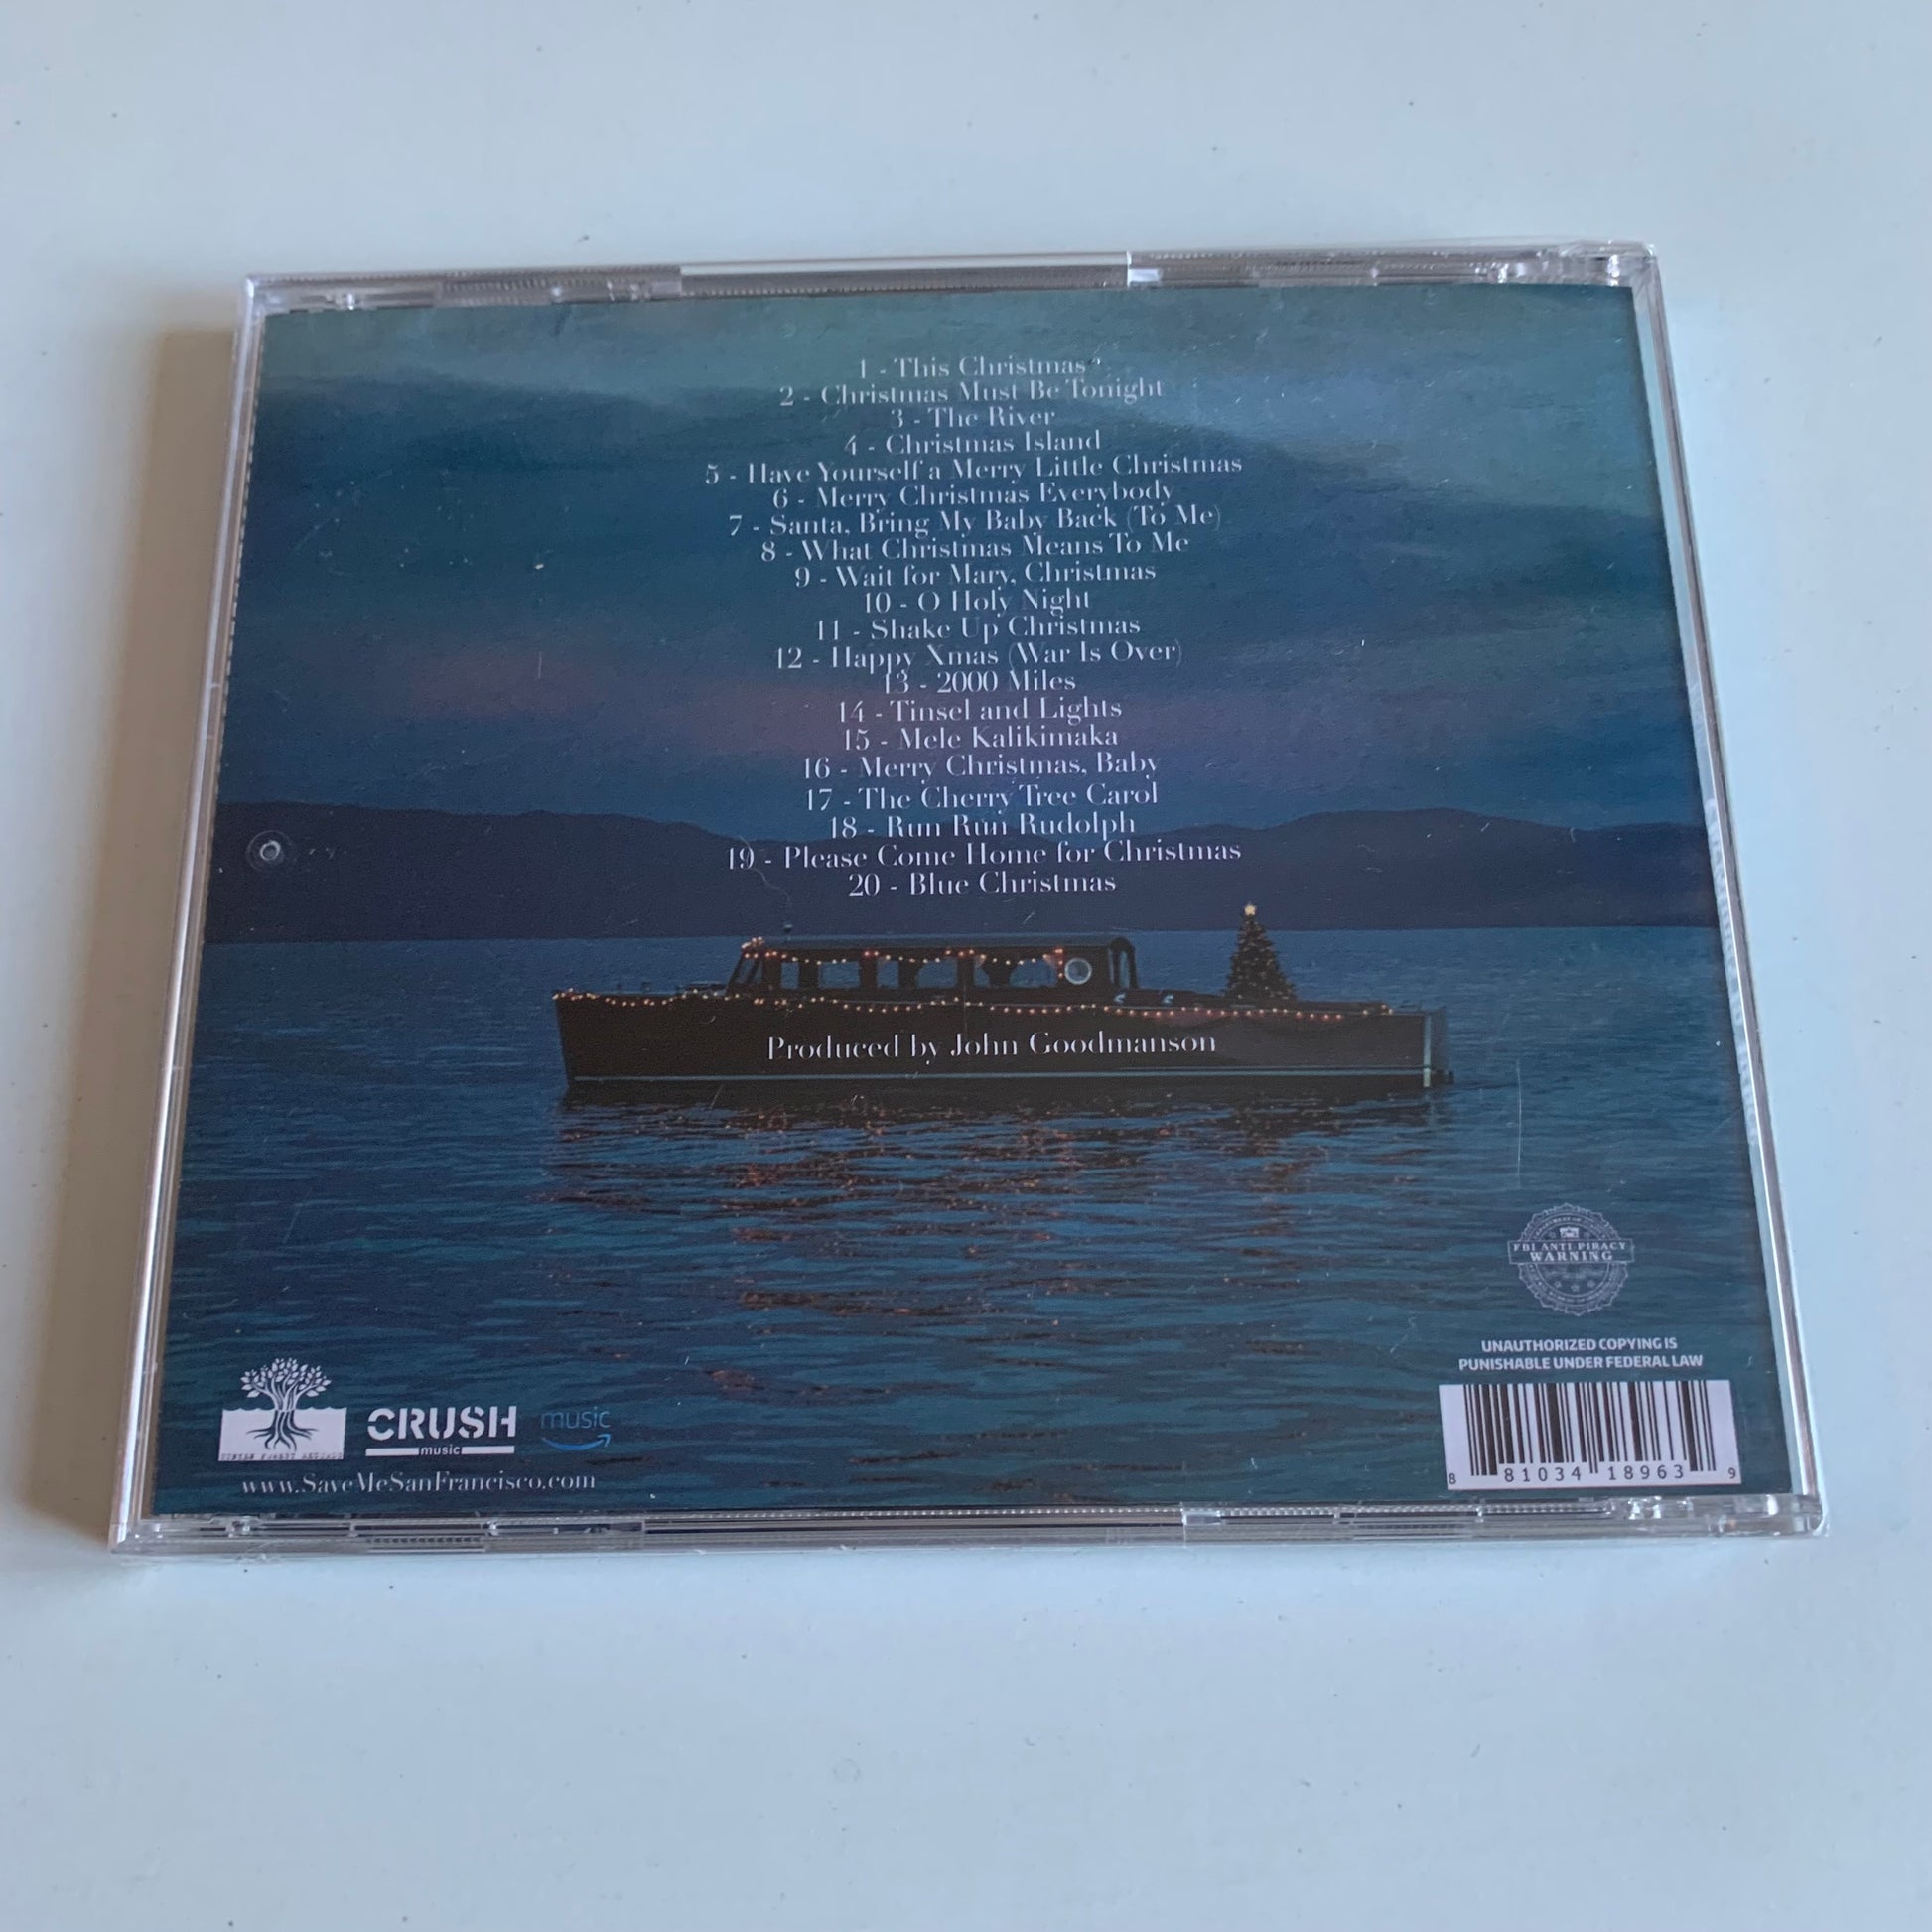 1 - This Christmas
2 - Christmas Must Be Tonight
3 - The River
4 - Christmas Island
5 - Have Yourself a Merry Little Christmas
6 - Merry Christmas Everybody
7 - Santa, Bring My Baby Back (To Me)
8 - What Christmas Means To Me
9 - Wait for Mary, Christmas
10 - O Holy Night
11 - Shake Up Christmas
12 - Happy Xmas (War Is Over)
13 - 2000 Miles
14 - Tinsel and Lights
15 - Mele Kalikimaka
16 - Merry Christmas, Baby
17 - The Cherry Tree Carol
18 - Run Run Rudolph
19 - Please Come Home for Christmas
20 - Blue Christmas
Produced by John Goodmanson
FBI ANTI-PIRACY
WARNING
UNAUTHORIZED COPYING IS
PUNISHABLE UNDER FEDERAL LAW
CRUSH
music
music
www.SaveMeSanFrancisco.com
8 81034 18963 9